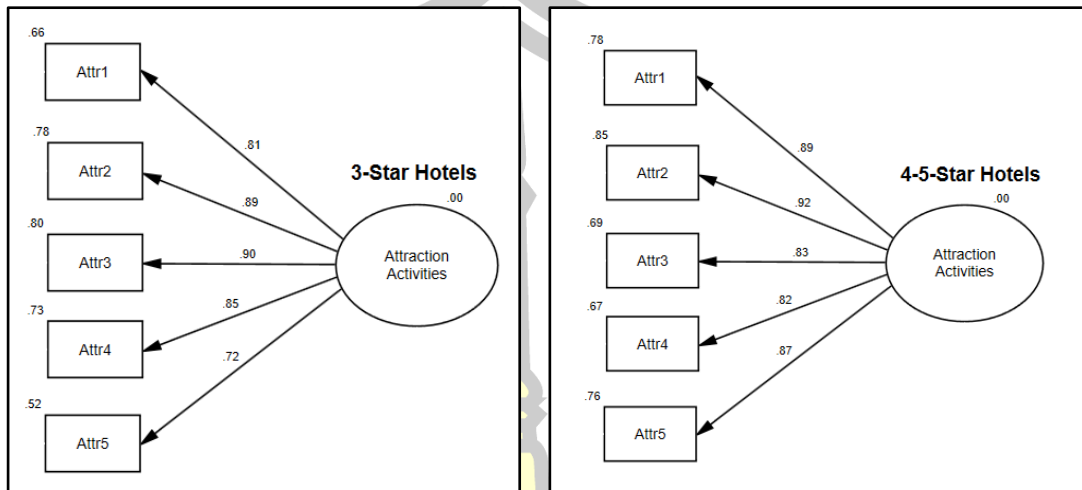 .66
Attr1
.81
.78
Attr2
.89
3-Star Hotels
.00
.80
Attr3
.90
Attraction
Activities
.73
Attr4
.85
.72
.52
Attr5
.78
Attr1
.89
.85
Attr2
.92
4-5-Star Hotels
.00
.69
Attr3
.83
Attraction
Activities
.67
Attr4
.82
.87
.76
Attr5